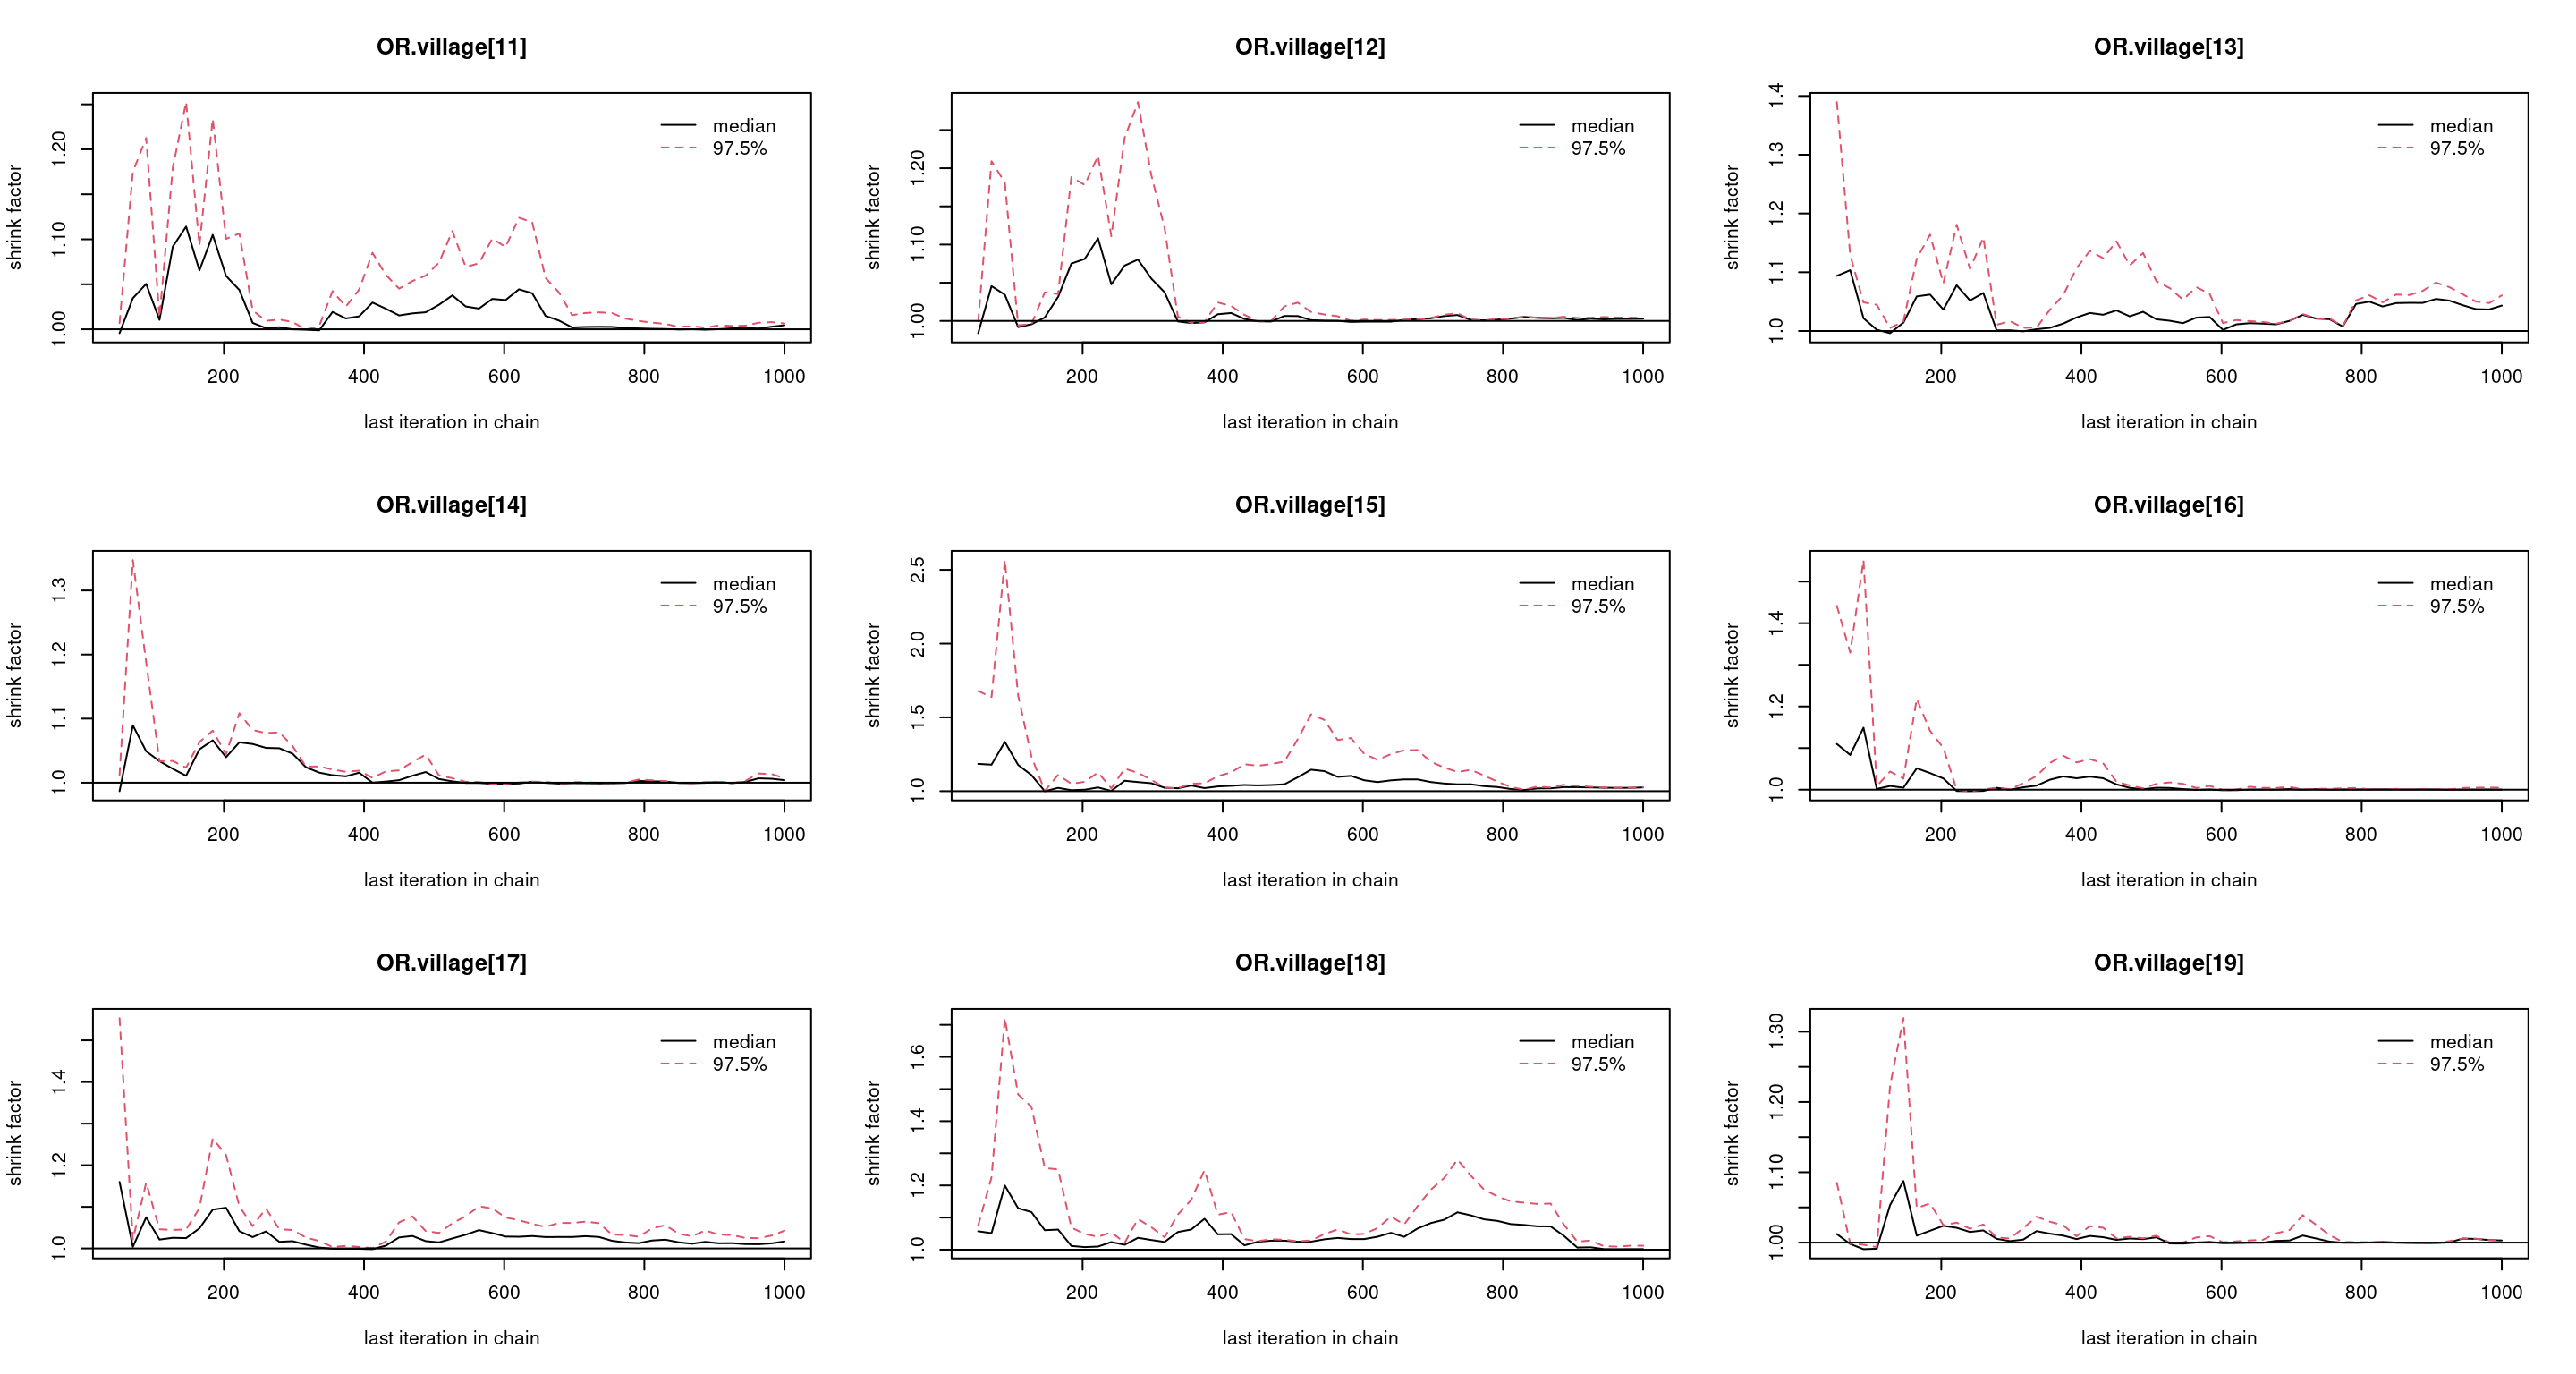 OR.village[11]
shrink factor
1.00
1.10
1.20
median
97.5%
200
400
600
800
1000
last iteration in chain
OR.village[12]
shrink factor
1.00
1.10
1.20
median
97.5%
200
400
600
800
1000
last iteration in chain
OR.village[13]
shrink factor
1.0
1.1
1.2
1.3
1.4
median
97.5%
200
400
600
800
1000
last iteration in chain
OR.village[14]
shrink factor
1.0
1.1
1.2
1.3
median
97.5%
200
400
600
800
1000
last iteration in chain
OR.village[15]
shrink factor
1.0
1.5
2.0
2.5
median
97.5%
200
400
600
800
1000
last iteration in chain
OR.village[16]
shrink factor
1.0
1.2
1.4
median
97.5%
200
400
600
800
1000
last iteration in chain
OR.village[17]
shrink factor
1.0
1.2
1.4
median
97.5%
200
400
600
800
1000
last iteration in chain
OR.village[18]
shrink factor
1.0
1.2
1.4
1.6
median
97.5%
200
400
600
800
1000
last iteration in chain
OR.village[19]
shrink factor
1.00
1.10
1.20
1.30
median
97.5%
200
400
600
800
1000
last iteration in chain